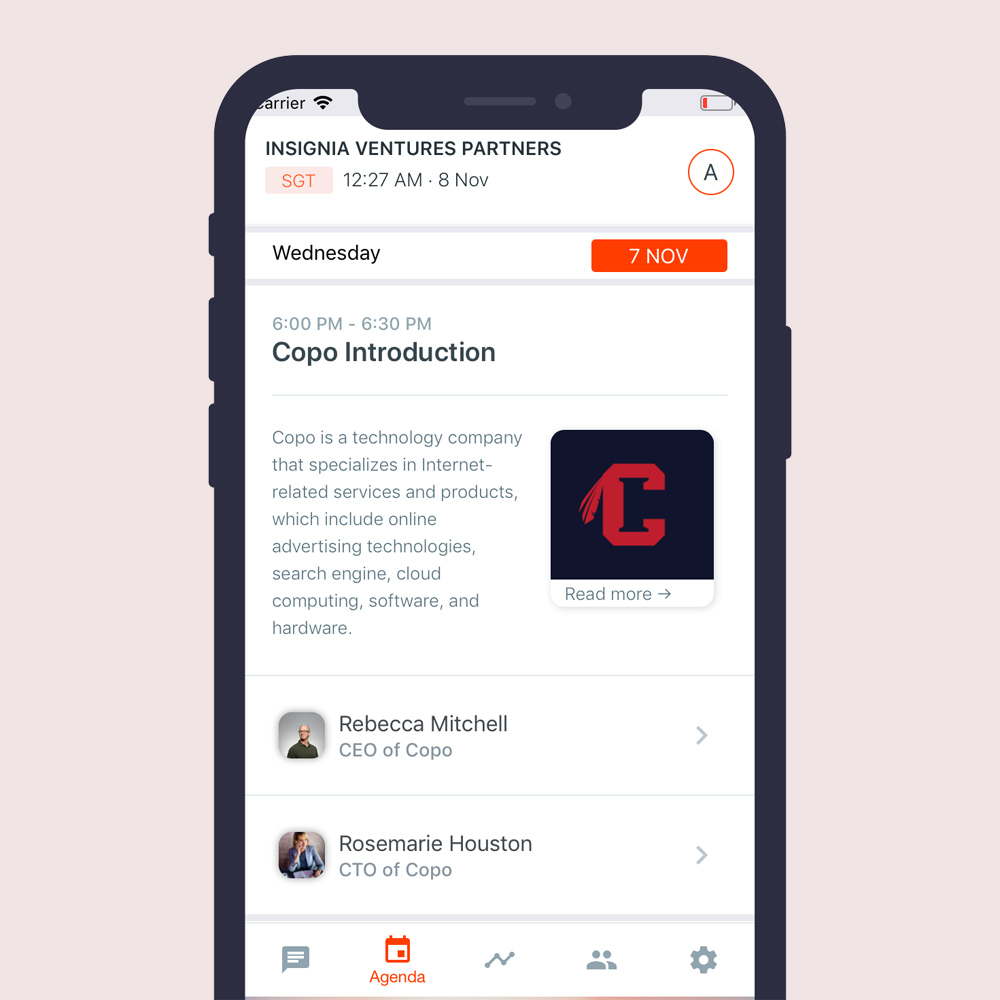 Carrier
INSIGNIA VENTURES PARTNERS
SGT 12:27 AM · 8 Nov
A
Wednesday
7 NOV
6:00 PM - 6:30 PM
Copo Introduction
Copo is a technology company
that specializes in Internet-
related services and products,
which include online
advertising technologies,
search engine, cloud
computing, software, and
hardware.
C
Read more →
Rebecca Mitchell
CEO of Copo
Rosemarie Houston
CTO of Copo
Agenda